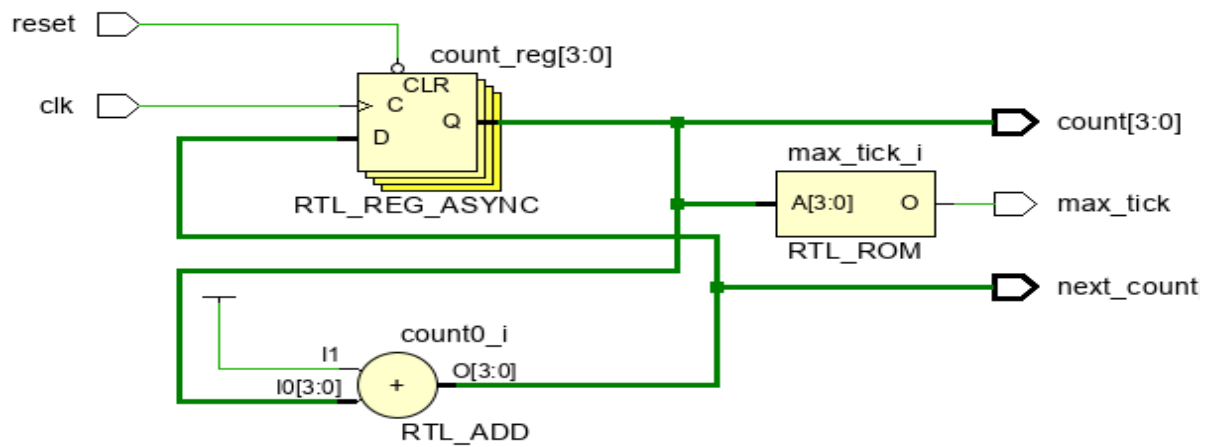 reset
count_reg[3:0]
CLR
clk
C
Q
D
count[3:0]
max_tick_i
RTL_REG_ASYNC
A[3:0] O
max_tick
RTL_ROM
next_count
count0_i
I1
I0[3:0]
+
O[3:0]
RTL_ADD